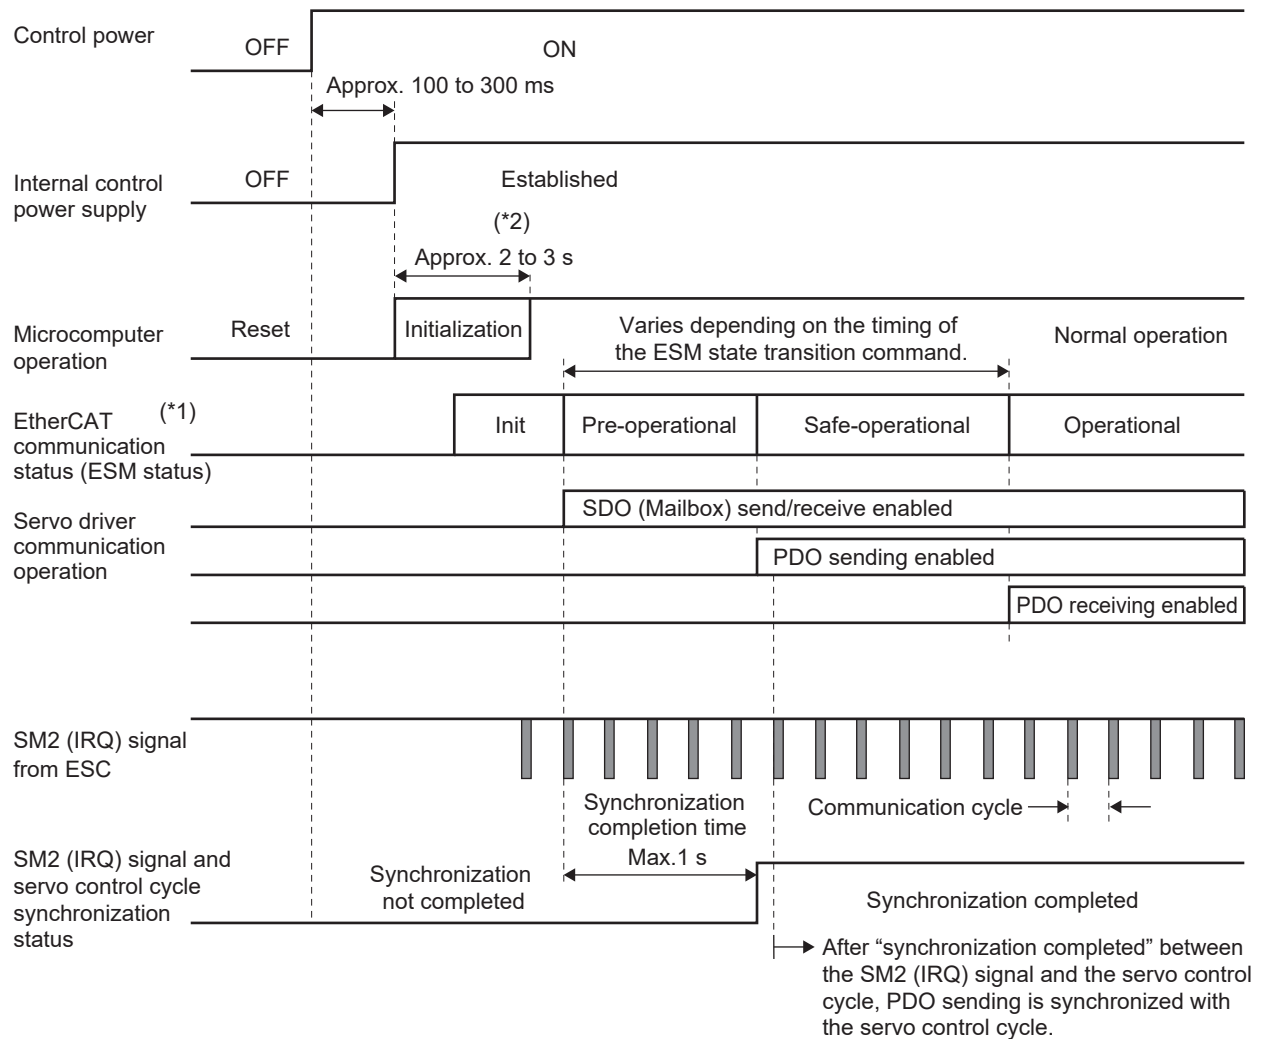 Control power
OFF
ON
Approx. 100 to 300 ms
Internal control
power supply
OFF
Established
(*2)
Approx. 2 to 3 s
Microcomputer
operation
Reset
Initialization
Varies depending on the timing of
the ESM state transition command.
Normal operation
EtherCAT (*1)
communication
status (ESM status)
Init
Pre-operational
Safe-operational
Operational
Servo driver
communication
operation
SDO (Mailbox) send/receive enabled
PDO sending enabled
PDO receiving enabled
SM2 (IRQ) signal
from ESC
Synchronization
completion time
Max.1 s
Communication cycle
SM2 (IRQ) signal and
servo control cycle
synchronization
status
Synchronization
not completed
Synchronization completed
After “synchronization completed” between
the SM2 (IRQ) signal and the servo control
cycle, PDO sending is synchronized with
the servo control cycle.